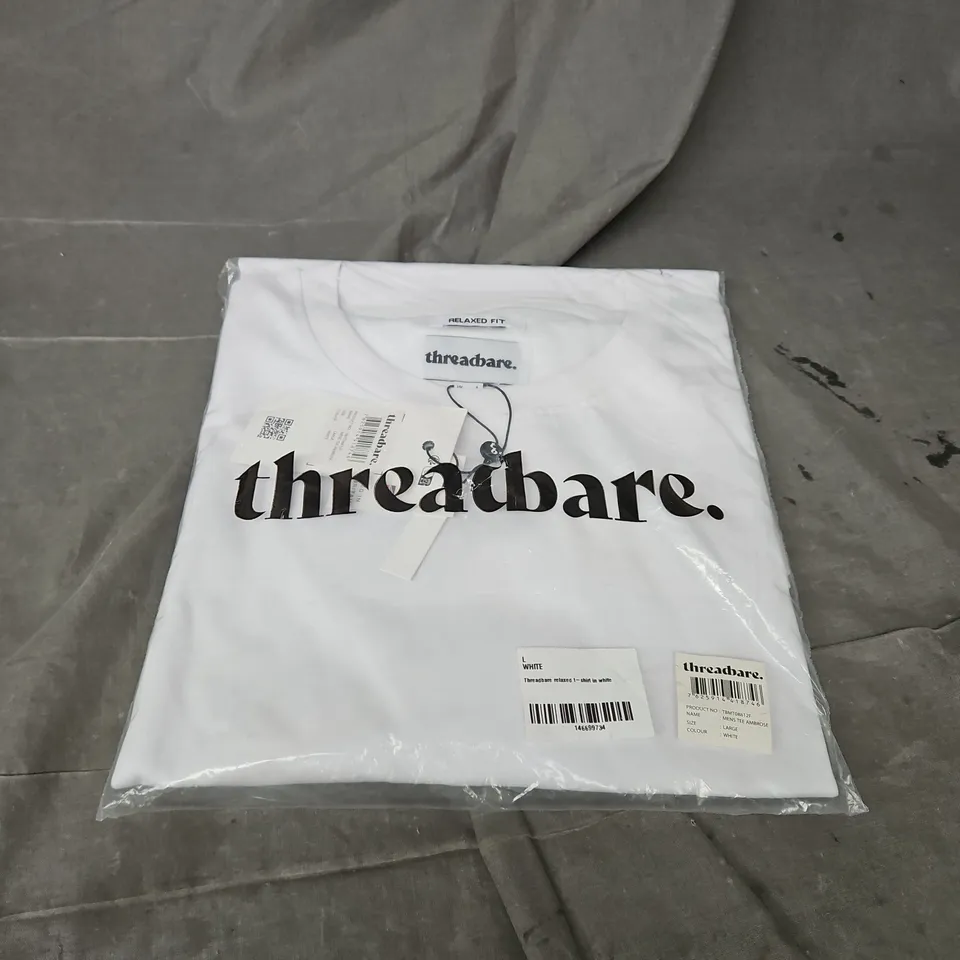 RELAXED FIT
threadbare.
threadbare.
threadbare.
L
WHITE
Threadbare relaxed t-shirt in white
146699734
threadbare.
PRODUCT NO:
NAME : MENS TEE AMBROSE
SIZE : LARGE
COLOUR : WHITE